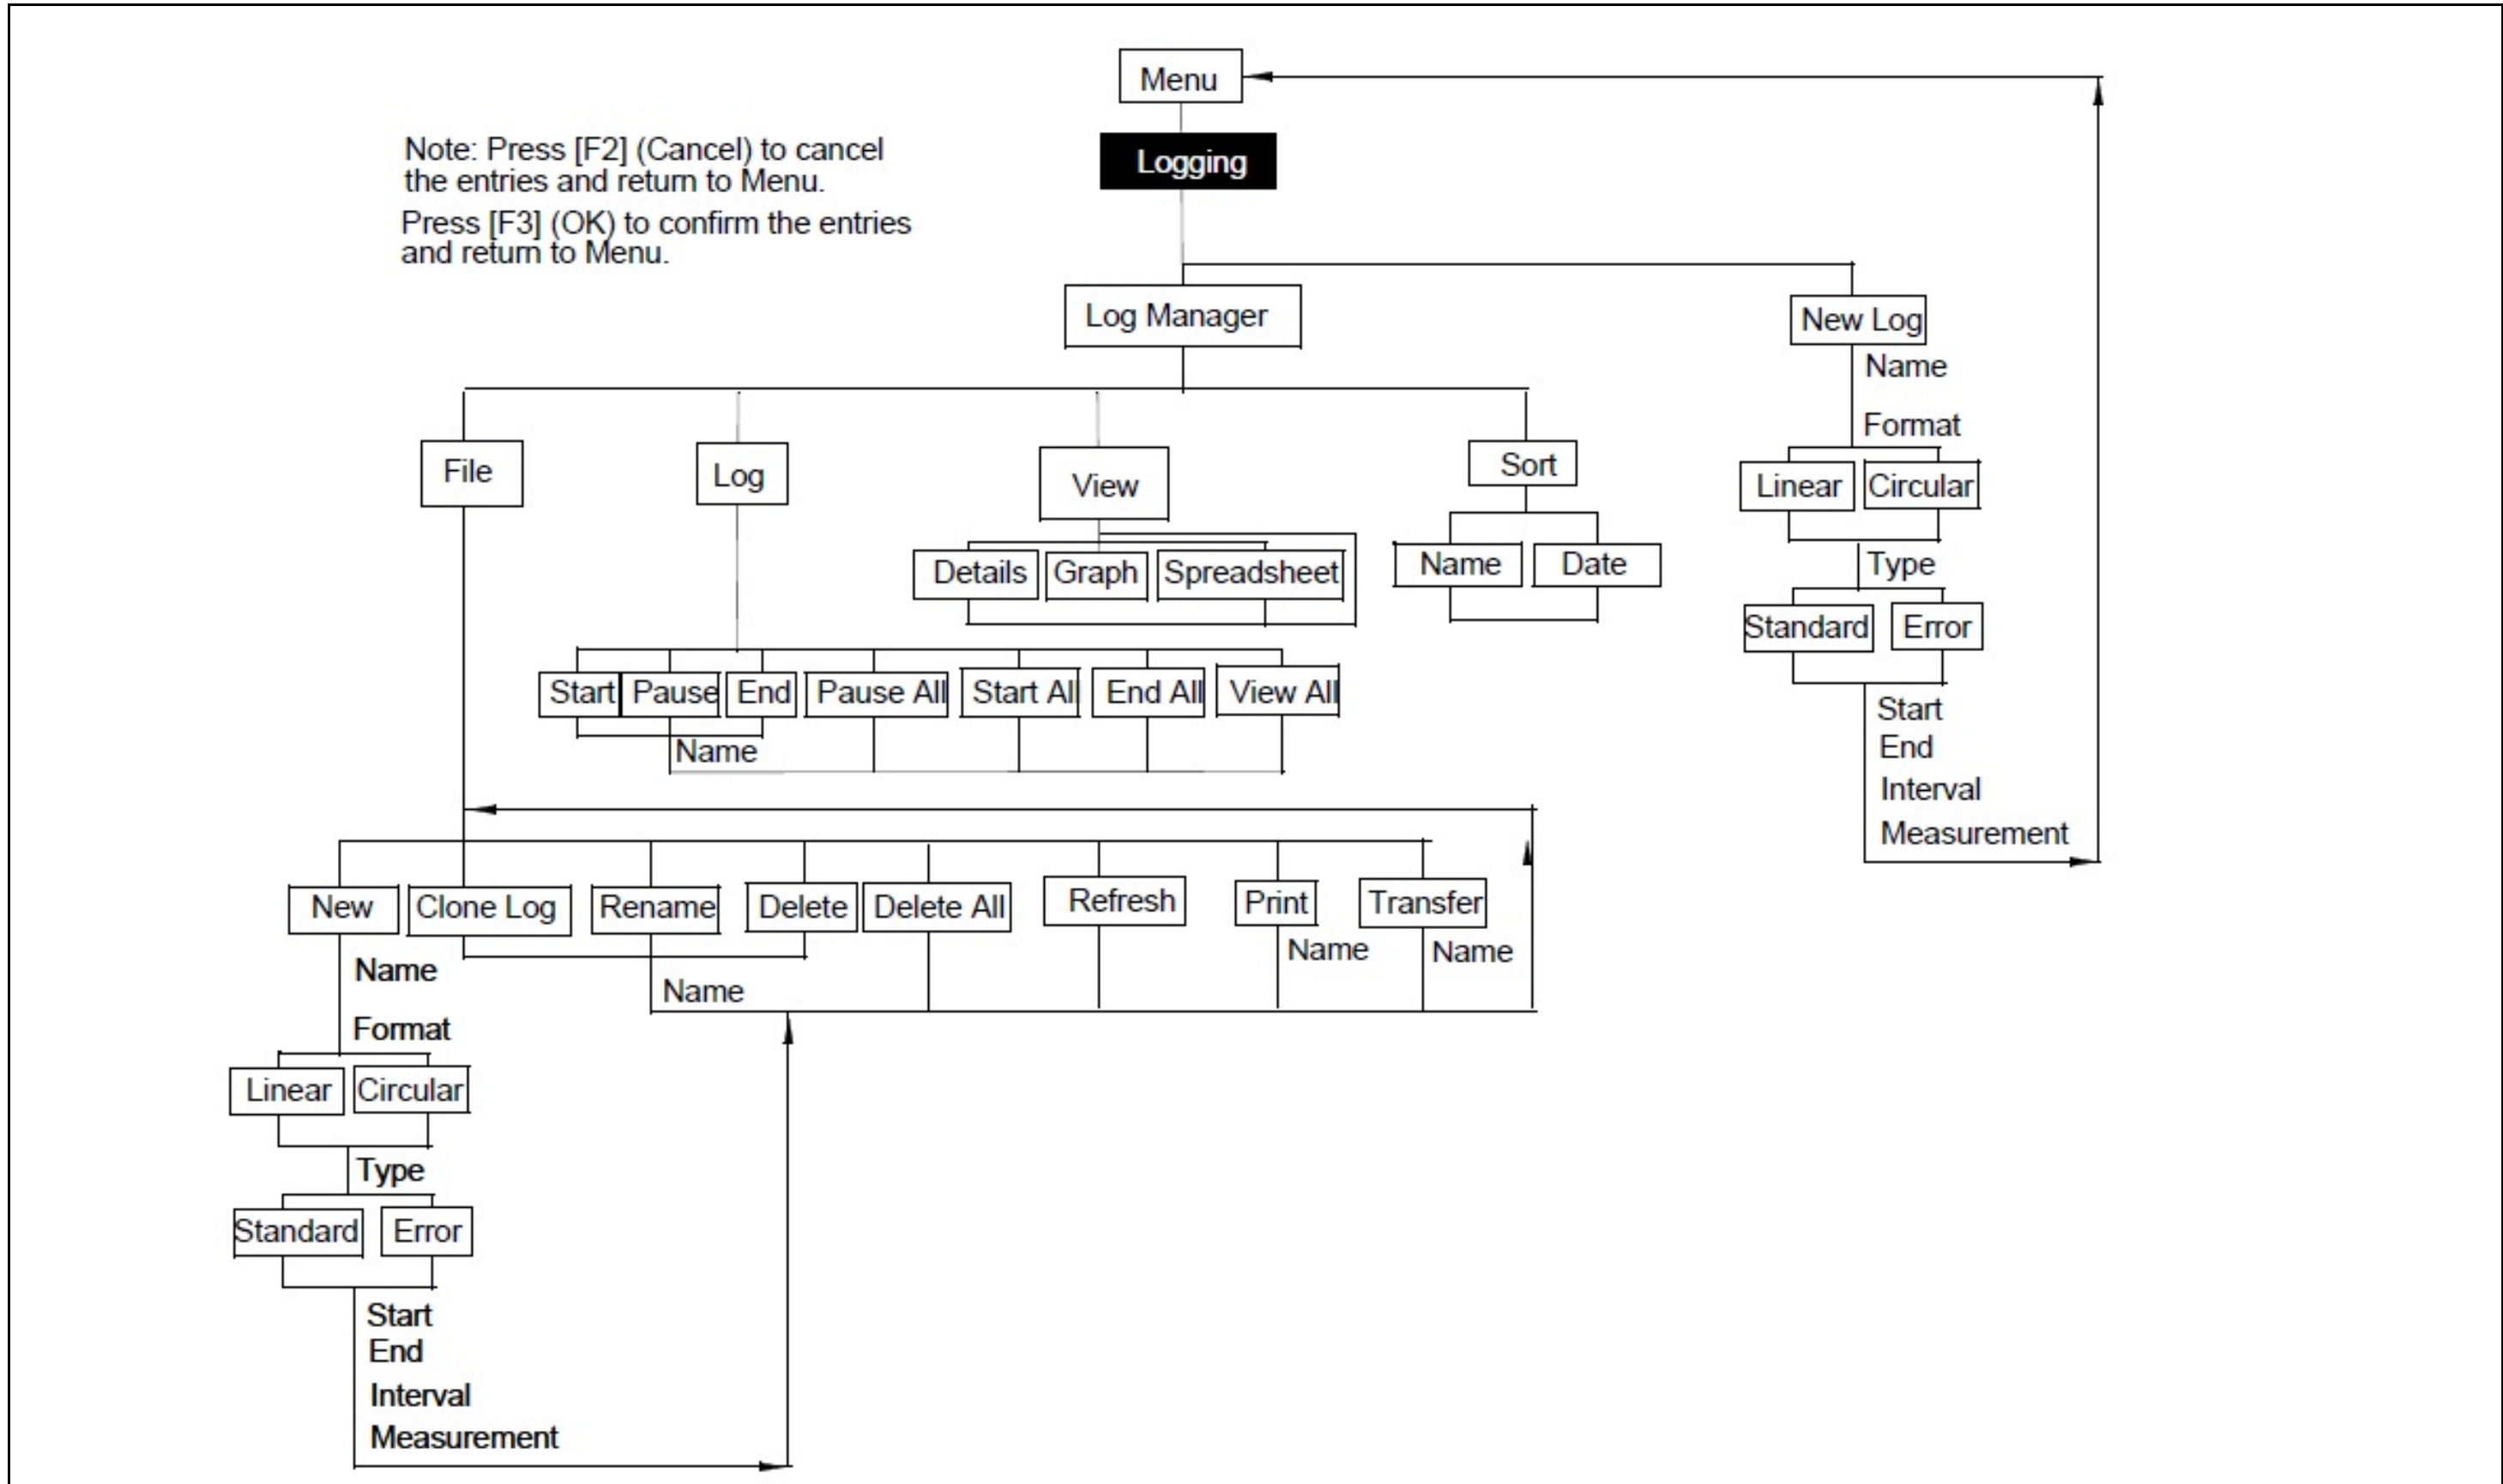 Menu
Note: Press [F2] (Cancel) to cancel
the entries and return to Menu.
Press [F3] (OK) to confirm the entries
and return to Menu.
Logging
Log Manager
New Log
Name
Format
Linear Circular
Type
Standard Error
Start
End
Interval
Measurement
File Log View Sort
Details Graph Spreadsheet Name Date
Start Pause End Pause All Start All End All View All
Name
New Clone Log Rename Delete Delete All Refresh Print Transfer
Name Name
Name
Name
Format
Linear Circular
Type
Standard Error
Start
End
Interval
Measurement